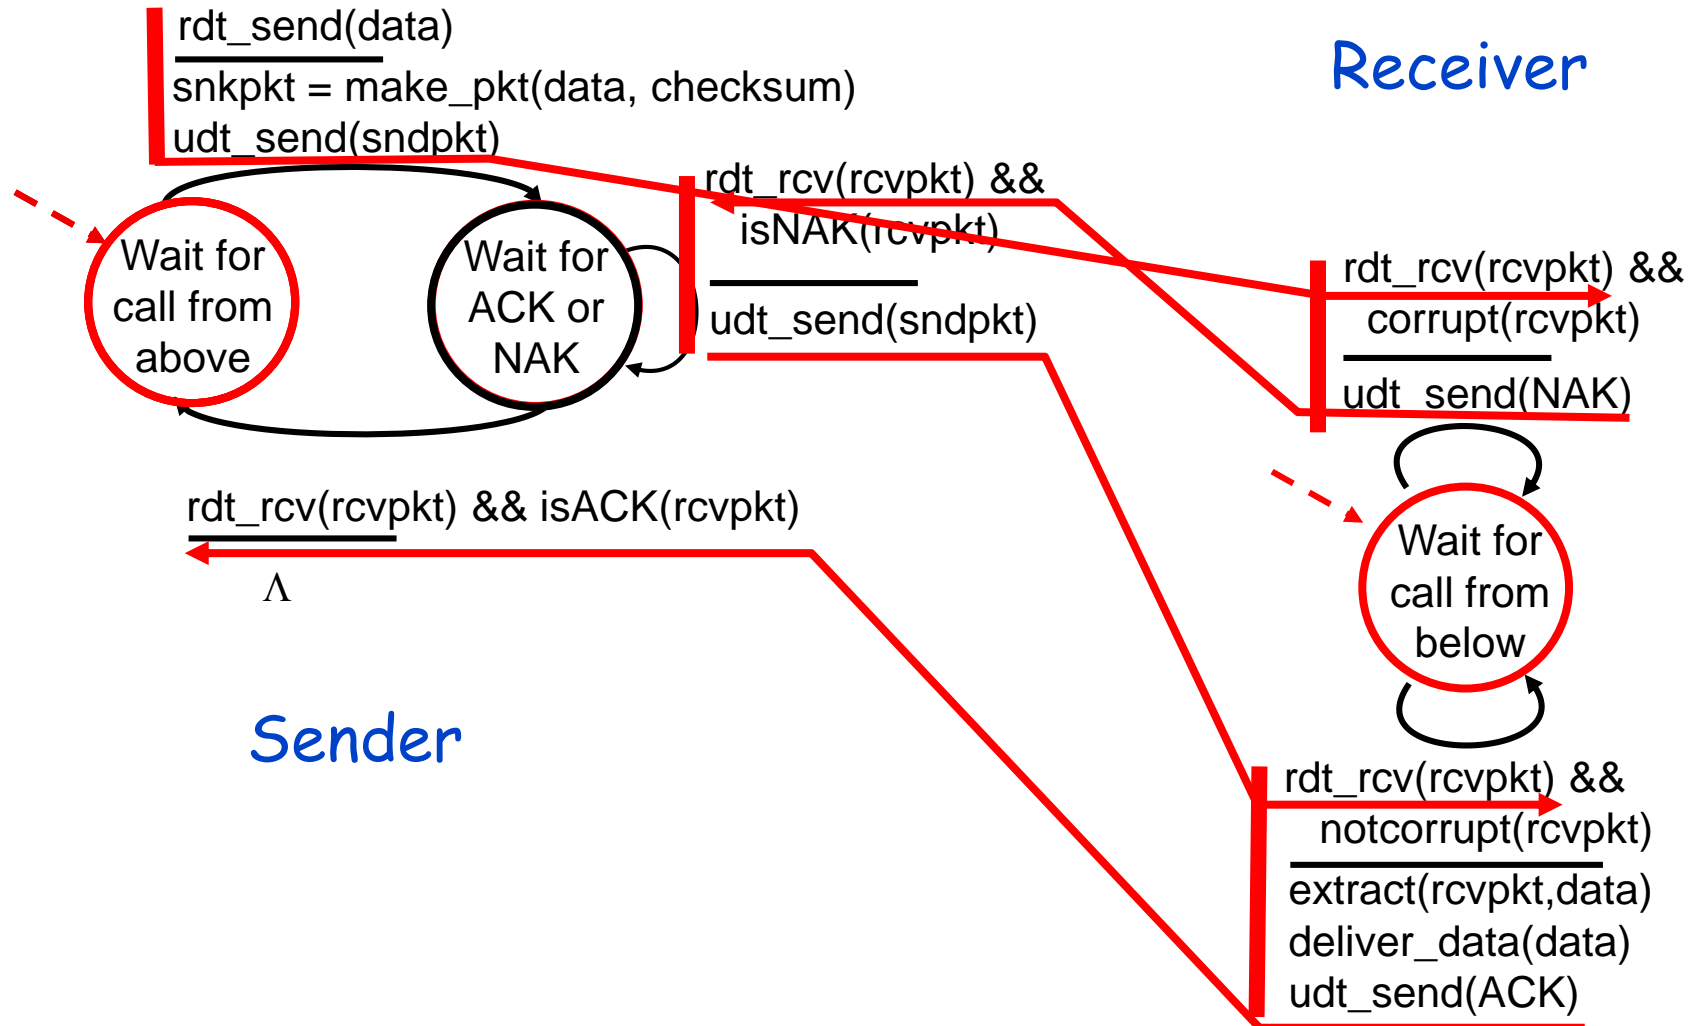 rdt_send(data)
snkpkt = make_pkt(data, checksum)
udt_send(sndpkt)
Receiver
rdt_rcv(rcvpkt) &&
isNAK(rcvpkt)
udt_send(sndpkt)
Wait for
call from
above
Wait for
ACK or
NAK
rdt_rcv(rcvpkt) &&
corrupt(rcvpkt)
udt_send(NAK)
rdt_rcv(rcvpkt) && isACK(rcvpkt)
Λ
Wait for
call from
below
Sender
rdt_rcv(rcvpkt) &&
notcorrupt(rcvpkt)
extract(rcvpkt,data)
deliver_data(data)
udt_send(ACK)